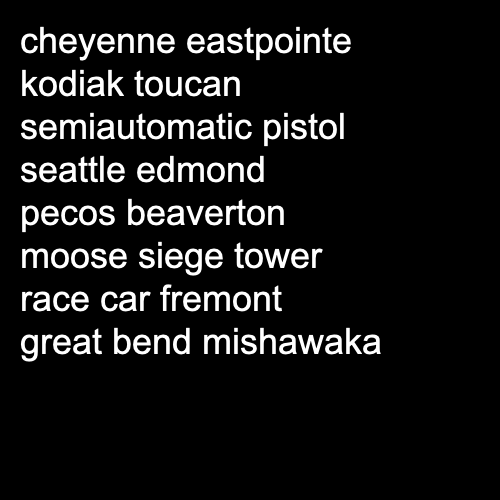 cheyenne eastpointe
kodiak toucan
semiautomatic pistol
seattle edmond
pecos beaverton
moose siege tower
race car fremont
great bend mishawaka